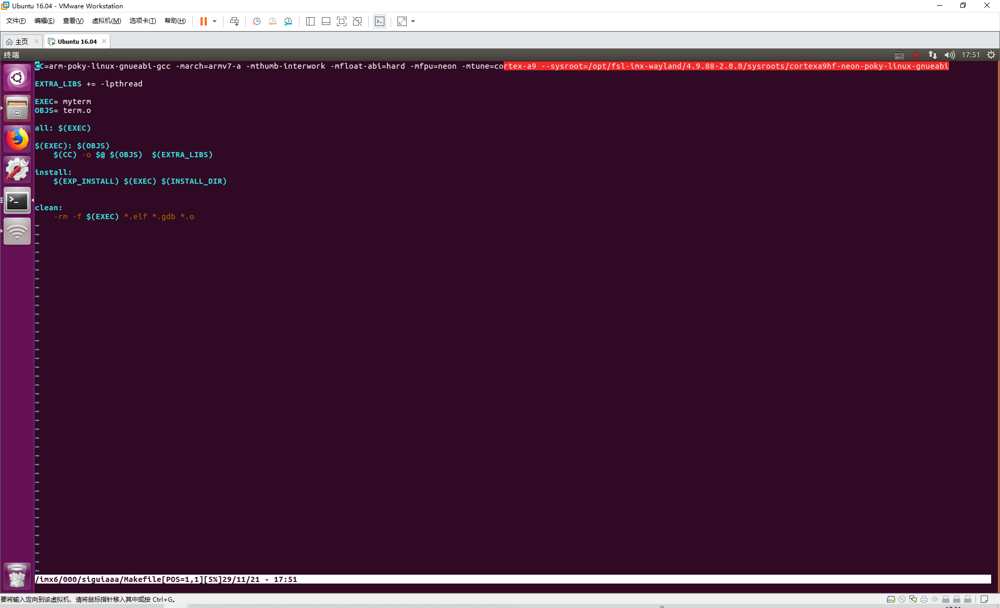 Ubuntu 16.04 - VMware Workstation
文件(F) 编辑(E) 查看(V) 虚拟机(M) 选项卡(T) 帮助(H)
主页 Ubuntu 16.04
终端 17:51
CC=arm-poky-linux-gnueabi-gcc -march=armv7-a -mthumb-interwork -mfloat-abi=hard -mfpu=neon -mtune=cortex-a9 --sysroot=/opt/fsl-imx-wayland/4.9.88-2.0.0/sysroots/cortexa9hf-neon-poky-linux-gnueabi
EXTRA_LIBS += -lpthread
EXEC= myterm
OBJS= term.o
all: $(EXEC)
$(EXEC): $(OBJS)
$(CC) -o $@ $(OBJS)  $(EXTRA_LIBS)
install:
$(EXP_INSTALL) $(EXEC) $(INSTALL_DIR)
clean:
-rm -f $(EXEC) *.elf *.gdb *.o
/imx6/000/siguiaaa/Makefile[POS=1,1][5%]29/11/21 - 17:51
要将输入定向到该虚拟机，请将鼠标指针移入其中或按 Ctrl+G。